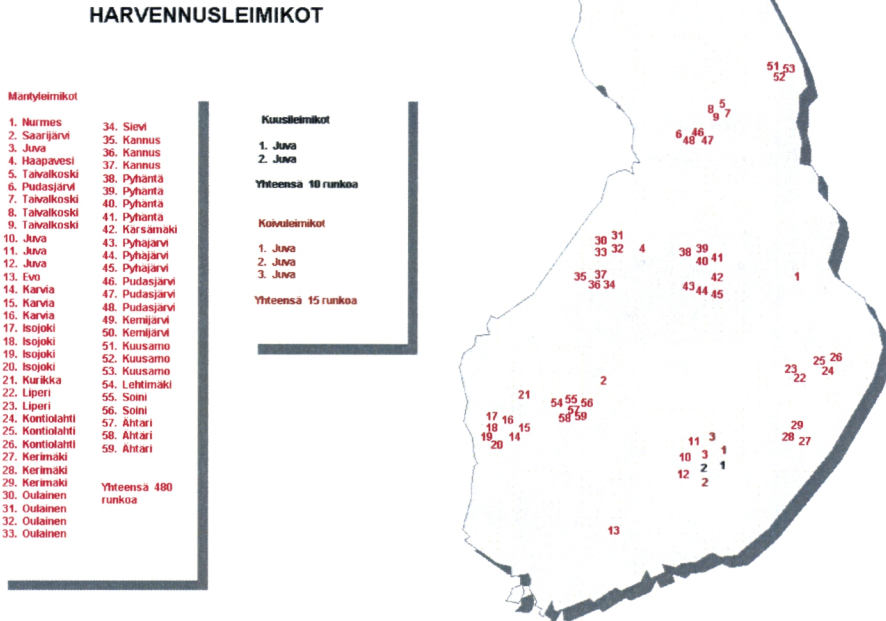 HARVENNUSLEIMIKOT
Mäntyleimikot
1. Nurmes
2. Saarijärvi
3. Juva
4. Haapavesi
5. Taivalkoski
6. Pudasjärvi
7. Taivalkoski
8. Taivalkoski
9. Taivalkoski
10. Juva
11. Juva
12. Juva
13. Evo
14. Karvia
15. Karvia
16. Karvia
17. Isojoki
18. Isojoki
19. Isojoki
20. Isojoki
21. Kurikka
22. Liperi
23. Liperi
24. Kontiolahti
25. Kontiolahti
26. Kontiolahti
27. Kerimäki
28. Kerimäki
29. Kerimäki
30. Oulainen
31. Oulainen
32. Oulainen
33. Oulainen
34. Sievi
35. Kannus
36. Kannus
37. Kannus
38. Pyhäntä
39. Pyhäntä
40. Pyhäntä
41. Pyhäntä
42. Kärsämäki
43. Pyhäjärvi
44. Pyhäjärvi
45. Pyhäjärvi
46. Pudasjärvi
47. Pudasjärvi
48. Pudasjärvi
49. Kemijärvi
50. Kemijärvi
51. Kuusamo
52. Kuusamo
53. Kuusamo
54. Lehtimäki
55. Soini
56. Soini
57. Ähtäri
58. Ähtäri
59. Ähtäri
Yhteensä 480
runkoa
Kuusileimikot
1. Juva
2. Juva
Yhteensä 10 runkoa
Koivuleimikot
1. Juva
2. Juva
3. Juva
Yhteensä 15 runkoa
51 53
52
5
8
7
9
6 46
48 47
31
30
32 4
33
39
38
41
40
35 37
36 34
42
43
44 45
1
26
25
23 24
22
2
21
54 55 56
57
58 59
17 16
18 15
19 14
20
29
28 27
11 3
1
10 3
2 1
12
2
13